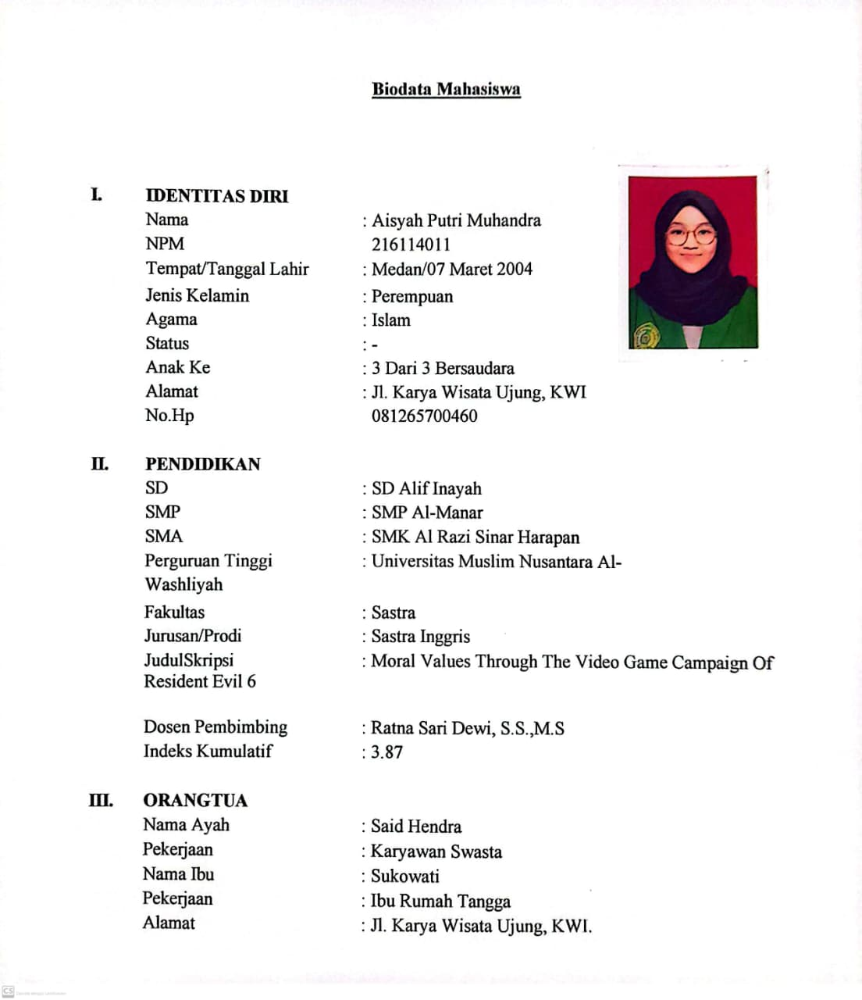 Biodata Mahasiswa
I. IDENTITAS DIRI
Nama : Aisyah Putri Muhandra
NPM 216114011
Tempat/Tanggal Lahir : Medan/07 Maret 2004
Jenis Kelamin : Perempuan
Agama : Islam
Status : -
Anak Ke : 3 Dari 3 Bersaudara
Alamat : Jl. Karya Wisata Ujung, KWI
No.Hp 081265700460
II. PENDIDIKAN
SD : SD Alif Inayah
SMP : SMP Al-Manar
SMA : SMK Al Razi Sinar Harapan
Perguruan Tinggi : Universitas Muslim Nusantara Al-
Washliyah
Fakultas : Sastra
Jurusan/Prodi : Sastra Inggris
JudulSkripsi : Moral Values Through The Video Game Campaign Of
Resident Evil 6
Dosen Pembimbing : Ratna Sari Dewi, S.S.,M.S
Indeks Kumulatif : 3.87
III. ORANGTUA
Nama Ayah : Said Hendra
Pekerjaan : Karyawan Swasta
Nama Ibu : Sukowati
Pekerjaan : Ibu Rumah Tangga
Alamat : Jl. Karya Wisata Ujung, KWI.
CS